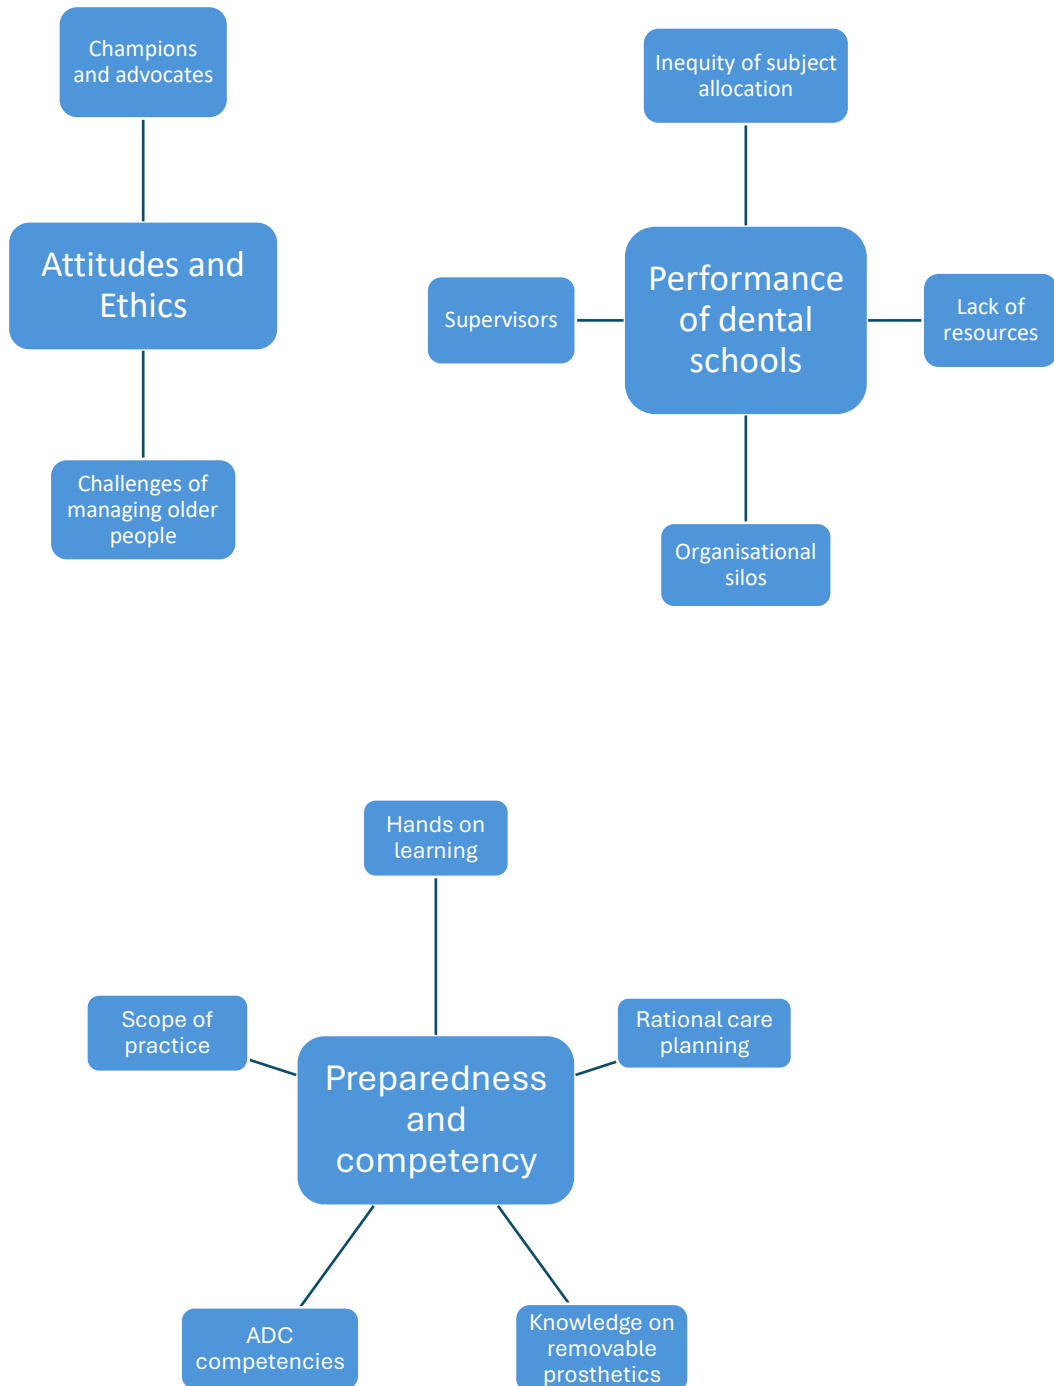 Champions
and advocates
Attitudes and
Ethics
Challenges of
managing older
people
Inequity of subject
allocation
Supervisors
Performance
of dental
schools
Lack of
resources
Organisational
silos
Hands on
learning
Scope of
practice
Rational care
planning
Preparedness
and
competency
ADC
competencies
Knowledge on
removable
prosthetics